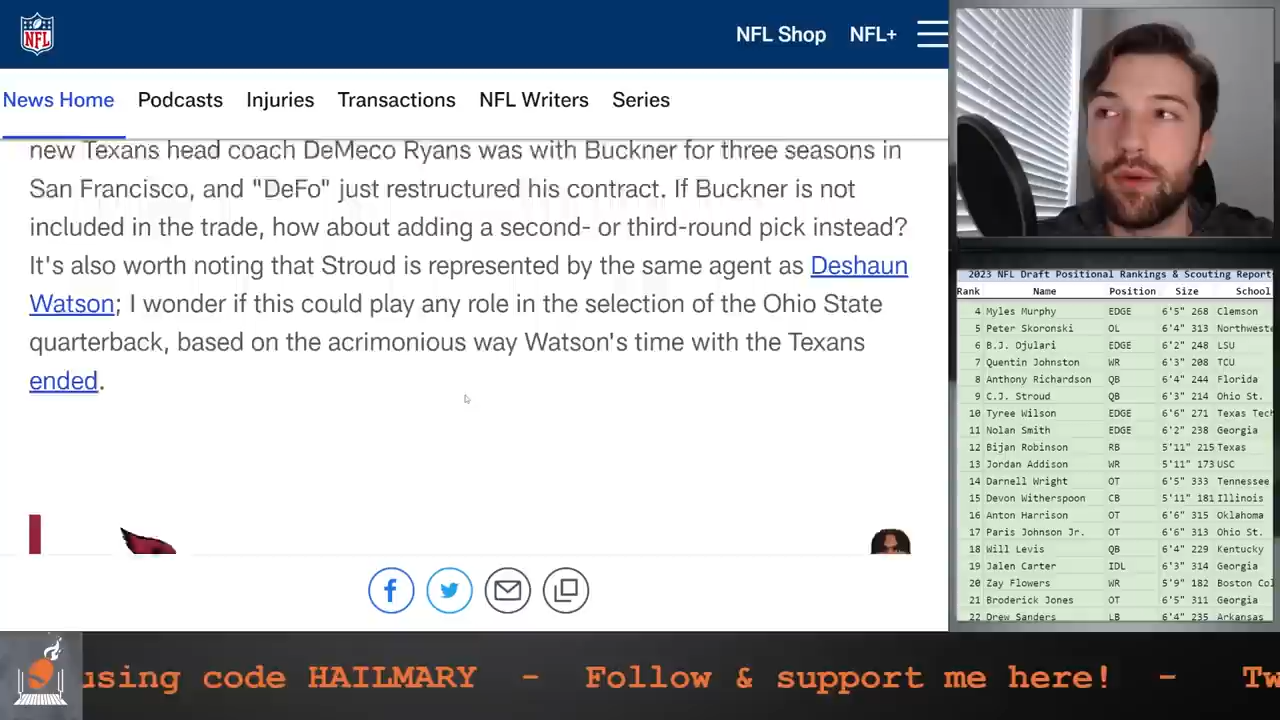 NFL
NFL Shop
NFL+
News Home
Podcasts
Injuries
Transactions
NFL Writers
Series
new Texans head coach DeMeco Ryans was with Buckner for three seasons in
San Francisco, and "DeFo" just restructured his contract. If Buckner is not
included in the trade, how about adding a second- or third-round pick instead?
It's also worth noting that Stroud is represented by the same agent as Deshaun
Watson; I wonder if this could play any role in the selection of the Ohio State
quarterback, based on the acrimonious way Watson's time with the Texans
ended.
2023 NFL Draft Positional Rankings & Scouting Report
Rank Name Position Size School
4 Myles Murphy EDGE 6'5" 268 Clemson
5 Peter Skoronski OL 6'4" 313 Northweste
6 B.J. Ojulari EDGE 6'2" 248 LSU
7 Quentin Johnston WR 6'3" 208 TCU
8 Anthony Richardson QB 6'4" 244 Florida
9 C.J. Stroud QB 6'3" 214 Ohio St.
10 Tyree Wilson EDGE 6'6" 271 Texas Tech
11 Nolan Smith EDGE 6'2" 238 Georgia
12 Bijan Robinson RB 5'11" 215 Texas
13 Jordan Addison WR 5'11" 173 USC
14 Darnell Wright OT 6'5" 333 Tennessee
15 Devon Witherspoon CB 5'11" 181 Illinois
16 Anton Harrison OT 6'6" 315 Oklahoma
17 Paris Johnson Jr. OT 6'6" 313 Ohio St.
18 Will Levis QB 6'4" 229 Kentucky
19 Jalen Carter IDL 6'3" 314 Georgia
20 Zay Flowers WR 5'9" 182 Boston Col
21 Broderick Jones OT 6'5" 311 Georgia
22 Drew Sanders LB 6'4" 235 Arkansas
using code HAILMARY - Follow & support me here! - Tw